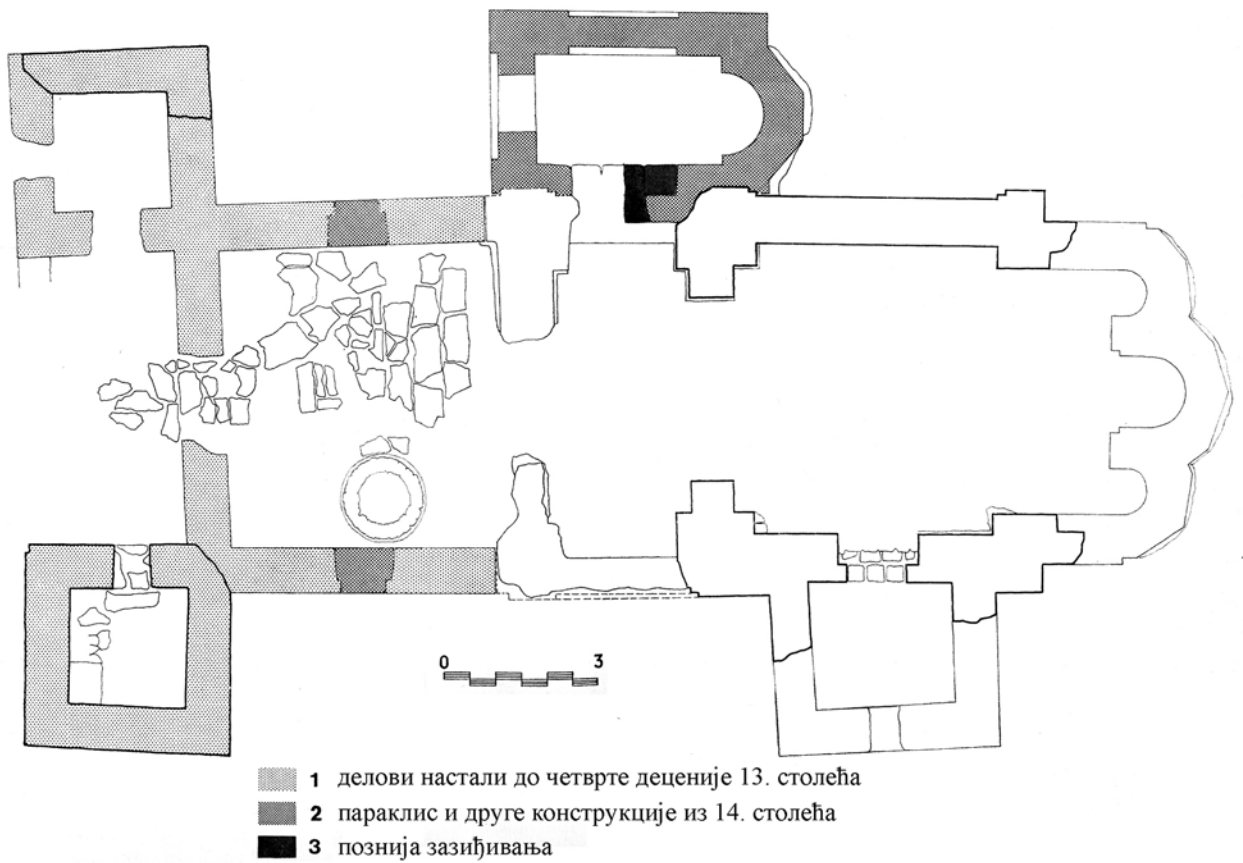 0 3
1 делови настали до четврте деценије 13. столећа
2 параклис и друге конструкције из 14. столећа
3 познија зазиђивања